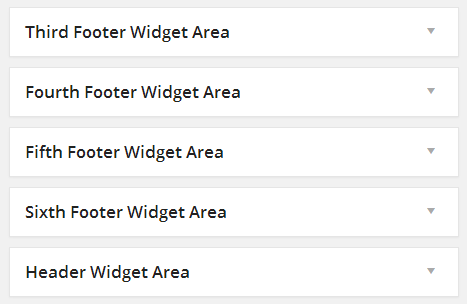 Third Footer Widget Area
Fourth Footer Widget Area
Fifth Footer Widget Area
Sixth Footer Widget Area
Header Widget Area